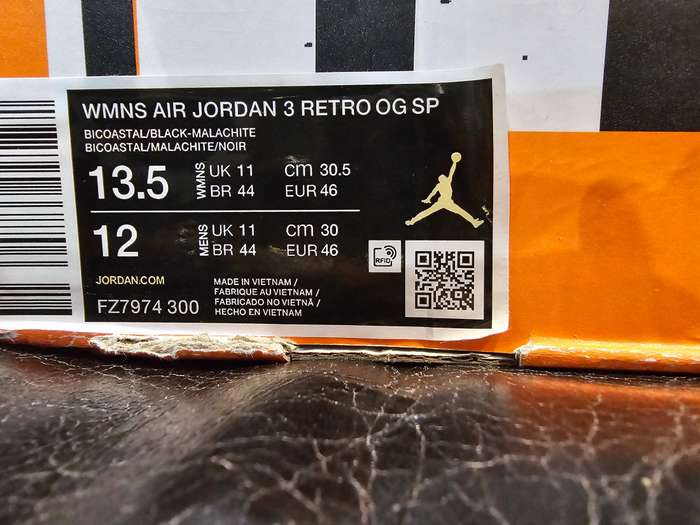 WMNS AIR JORDAN 3 RETRO OG SP
BICOASTAL/BLACK-MALACHITE
BICOASTAL/MALACHITE/NOIR
13.5 WMNS UK 11 cm 30.5
BR 44 EUR 46
12 MENS UK 11 cm 30
BR 44 EUR 46
RFID
JORDAN.COM
FZ7974 300
MADE IN VIETNAM /
FABRIQUE AU VIETNAM /
FABRICADO NO VIETNÃ /
HECHO EN VIETNAM